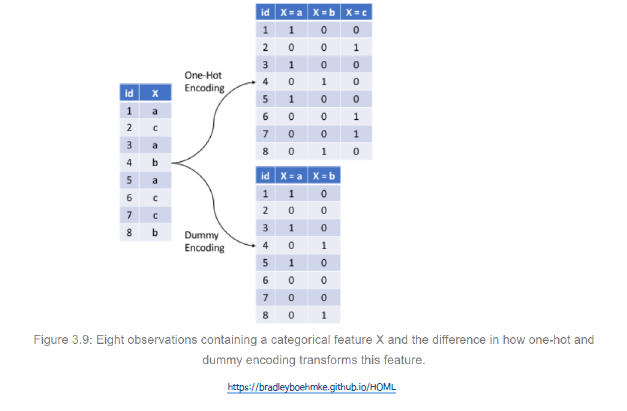 id X = a X = b X = c
1 1 0 0
2 0 0 1
3 1 0 0
4 0 1 0
5 1 0 0
6 0 0 1
7 0 0 1
8 0 1 0
One-Hot
Encoding
id X
1 a
2 c
3 a
4 b
5 a
6 c
7 c
8 b
Dummy
Encoding
id X = a X = b
1 1 0
2 0 0
3 1 0
4 0 1
5 1 0
6 0 0
7 0 0
8 0 1
Figure 3.9: Eight observations containing a categorical feature X and the difference in how one-hot and
dummy encoding transforms this feature.
https://bradleyboehmke.github.io/HOML